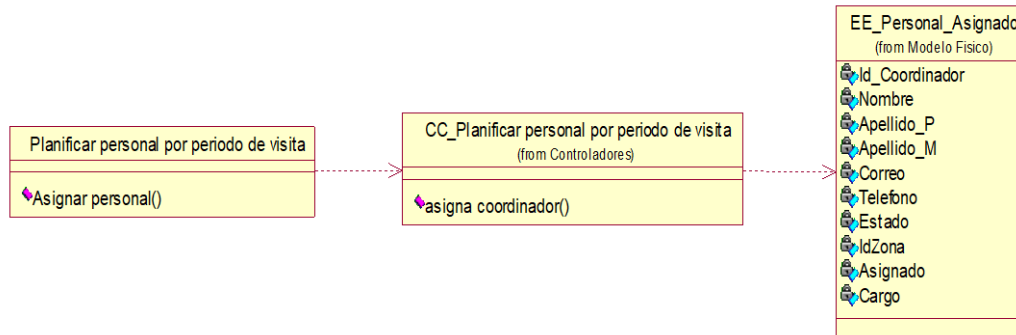 Planificar personal por periodo de visita
Asignar personal()
CC_Planificar personal por periodo de visita
(from Controladores)
asigna coordinador()
EE_Personal_Asignado
(from Modelo Fisico)
Id_Coordinador
Nombre
Apellido_P
Apellido_M
Correo
Telefono
Estado
IdZona
Asignado
Cargo